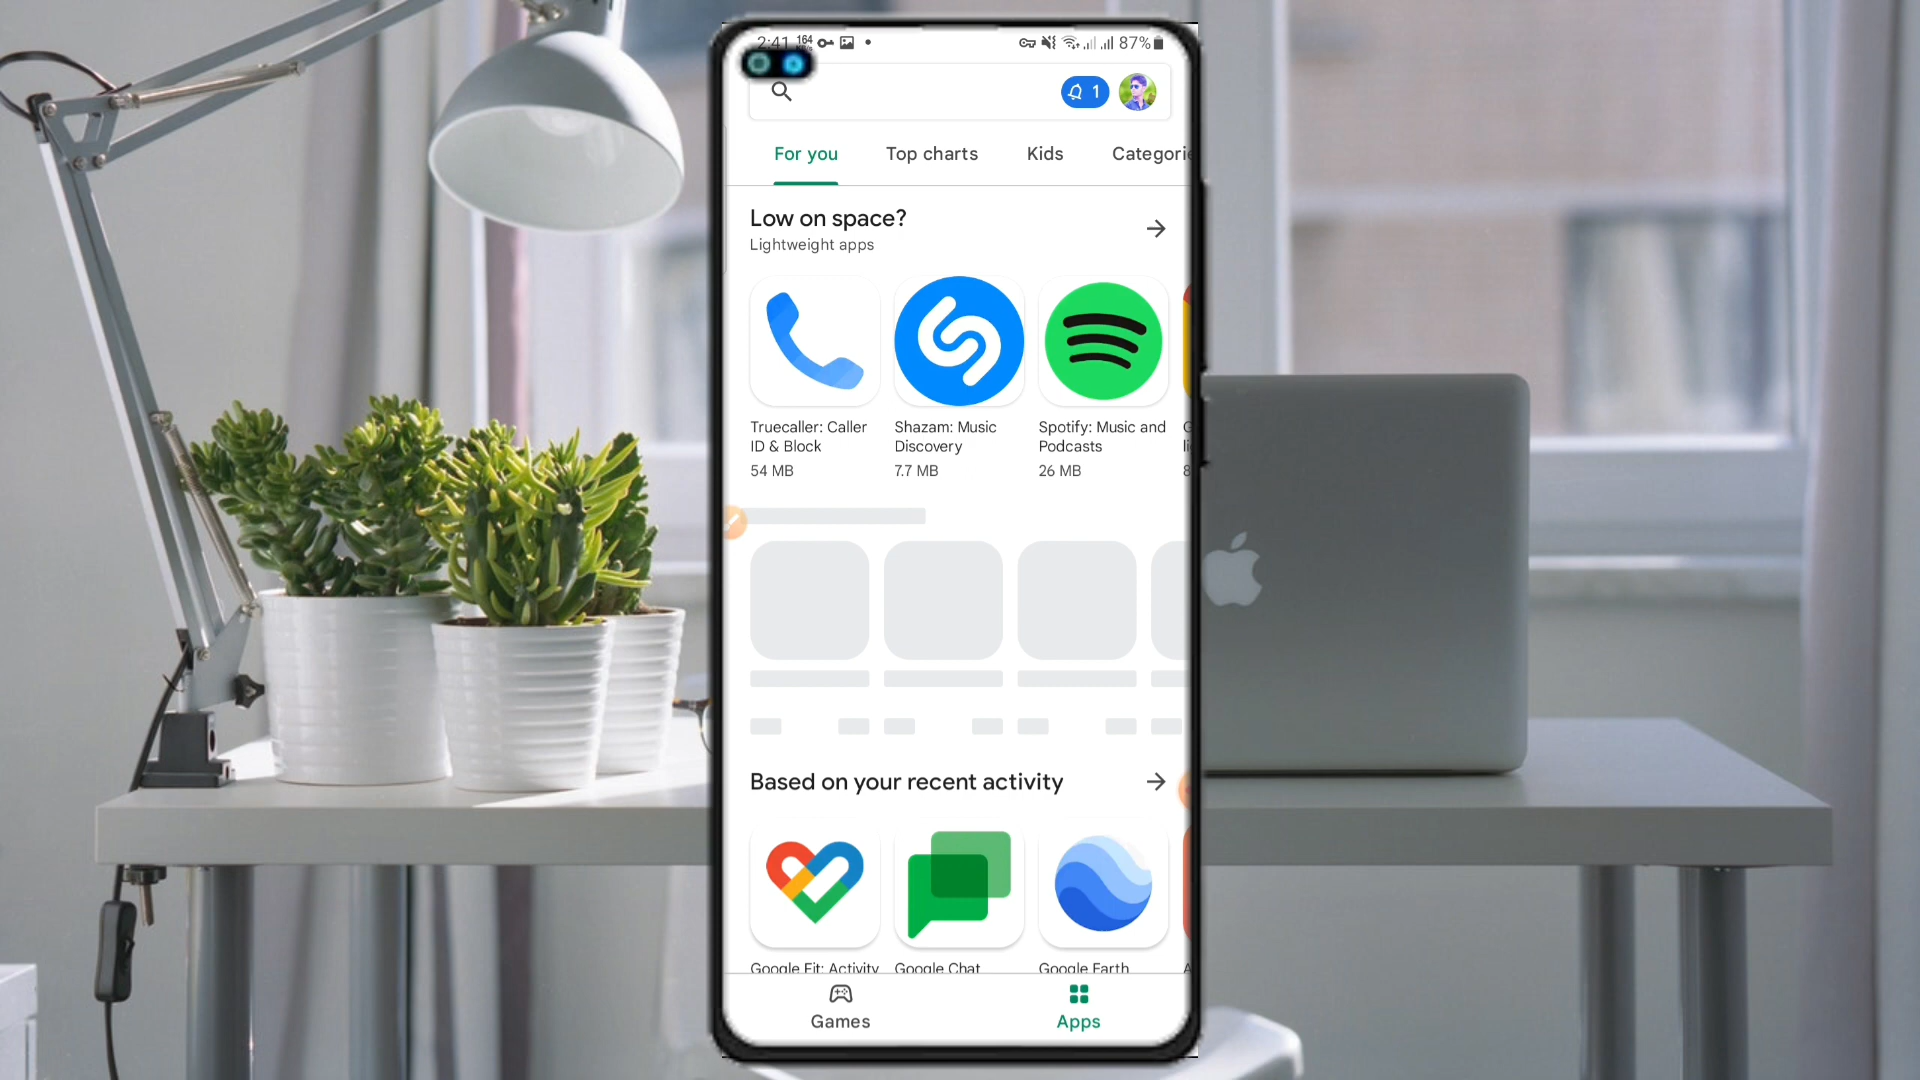 2:41 164 87%
1
For you Top charts Kids Categorie
Low on space?
Lightweight apps
Truecaller: Caller ID & Block
54 MB
Shazam: Music Discovery
7.7 MB
Spotify: Music and Podcasts
26 MB
Based on your recent activity
Google Fit: Activity Google Chat Google Earth
Games Apps